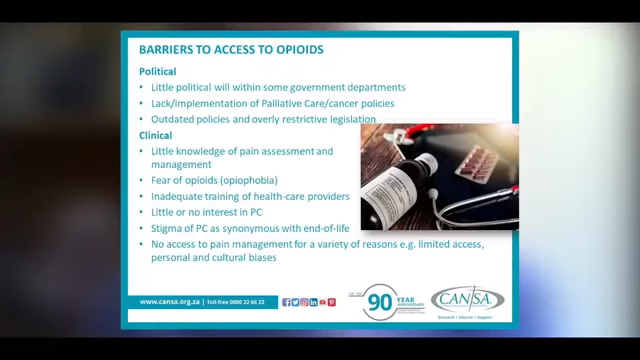 BARRIERS TO ACCESS TO OPIOIDS
Political
• Little political will within some government departments
• Lack/implementation of Palliative Care/cancer policies
• Outdated policies and overly restrictive legislation
Clinical
• Little knowledge of pain assessment and
management
• Fear of opioids (opiophobia)
• Inadequate training of health-care providers
• Little or no interest in PC
• Stigma of PC as synonymous with end-of-life
• No access to pain management for a variety of reasons e.g. limited access,
personal and cultural biases
www.cansa.org.za | Toll-free 0800 22 66 22
90 YEAR
ANNIVERSARY
CANSA
Research • Educate • Support